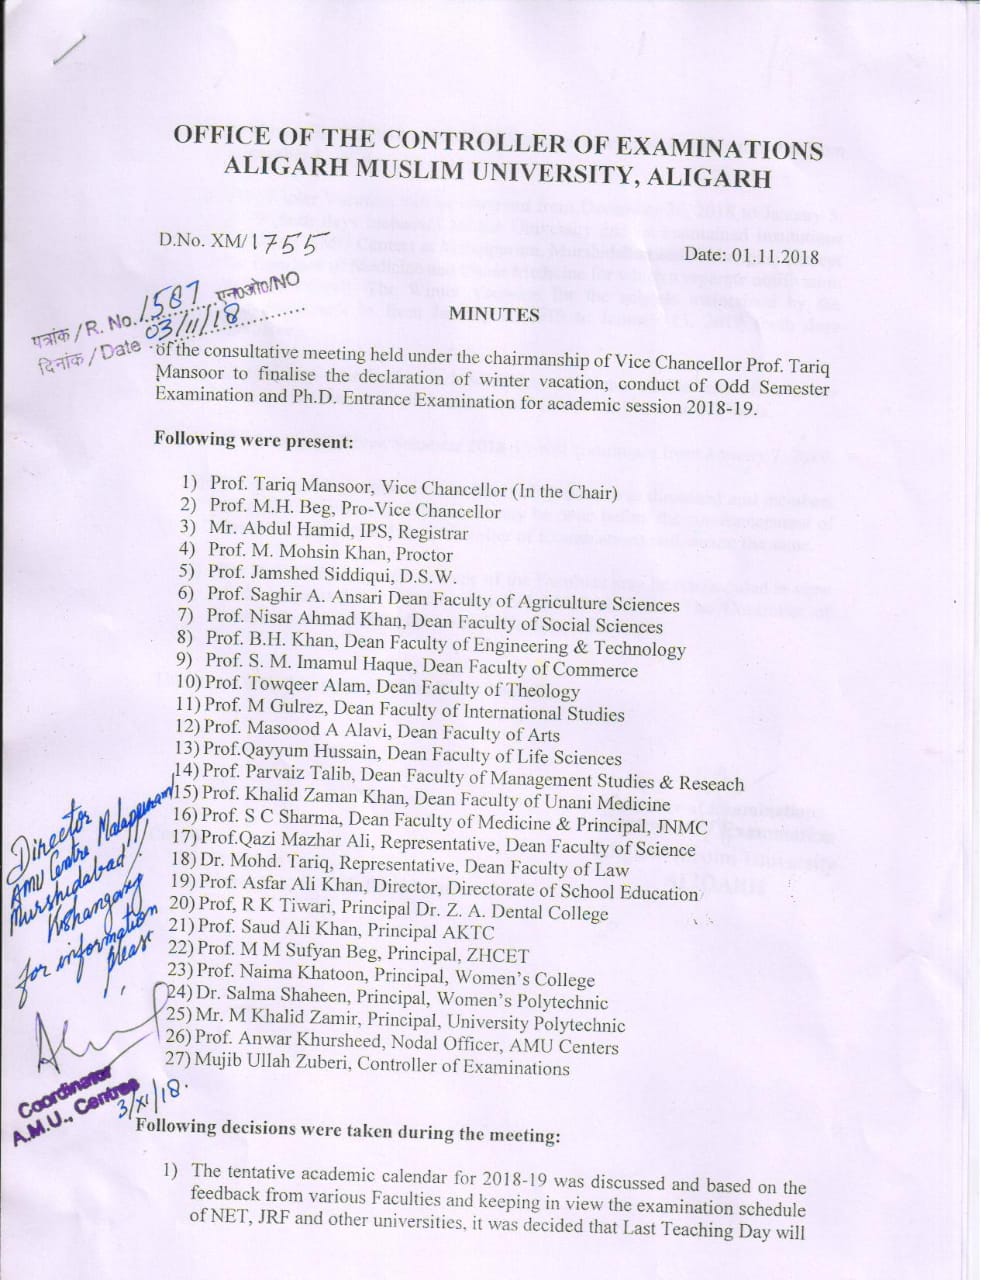 OFFICE OF THE CONTROLLER OF EXAMINATIONS
ALIGARH MUSLIM UNIVERSITY, ALIGARH
D.No. XM/17555
Date: 01.11.2018
पत्रांक / R. No. 1587 एन०ओ०/NO
दिनांक / Date 03/11/18
MINUTES
of the consultative meeting held under the chairmanship of Vice Chancellor Prof. Tariq
Mansoor to finalise the declaration of winter vacation, conduct of Odd Semester
Examination and Ph.D. Entrance Examination for academic session 2018-19.
Following were present:
1) Prof. Tariq Mansoor, Vice Chancellor (In the Chair)
2) Prof. M.H. Beg, Pro-Vice Chancellor
3) Mr. Abdul Hamid, IPS, Registrar
4) Prof. M. Mohsin Khan, Proctor
5) Prof. Jamshed Siddiqui, D.S.W.
6) Prof. Saghir A. Ansari Dean Faculty of Agriculture Sciences
7) Prof. Nisar Ahmad Khan, Dean Faculty of Social Sciences
8) Prof. B.H. Khan, Dean Faculty of Engineering & Technology
9) Prof. S. M. Imamul Haque, Dean Faculty of Commerce
10) Prof. Towqeer Alam, Dean Faculty of Theology
11) Prof. M Gulrez, Dean Faculty of International Studies
12) Prof. Masoood A Alavi, Dean Faculty of Arts
13) Prof.Qayyum Hussain, Dean Faculty of Life Sciences
14) Prof. Parvaiz Talib, Dean Faculty of Management Studies & Reseach
15) Prof. Khalid Zaman Khan, Dean Faculty of Unani Medicine
16) Prof. S C Sharma, Dean Faculty of Medicine & Principal, JNMC
17) Prof.Qazi Mazhar Ali, Representative, Dean Faculty of Science
18) Dr. Mohd. Tariq, Representative, Dean Faculty of Law
19) Prof. Asfar Ali Khan, Director, Directorate of School Education
20) Prof, R K Tiwari, Principal Dr. Z. A. Dental College
21) Prof. Saud Ali Khan, Principal AKTC
22) Prof. M M Sufyan Beg, Principal, ZHCET
23) Prof. Naima Khatoon, Principal, Women's College
24) Dr. Salma Shaheen, Principal, Women's Polytechnic
25) Mr. M Khalid Zamir, Principal, University Polytechnic
26) Prof. Anwar Khursheed, Nodal Officer, AMU Centers
27) Mujib Ullah Zuberi, Controller of Examinations
Director
AMU Centre Malappuram
Murshidabad
Kishanganj
for information
please
Coordinator
A.M.U., Centres
3/XI/18.
Following decisions were taken during the meeting:
1) The tentative academic calendar for 2018-19 was discussed and based on the
feedback from various Faculties and keeping in view the examination schedule
of NET, JRF and other universities, it was decided that Last Teaching Day will